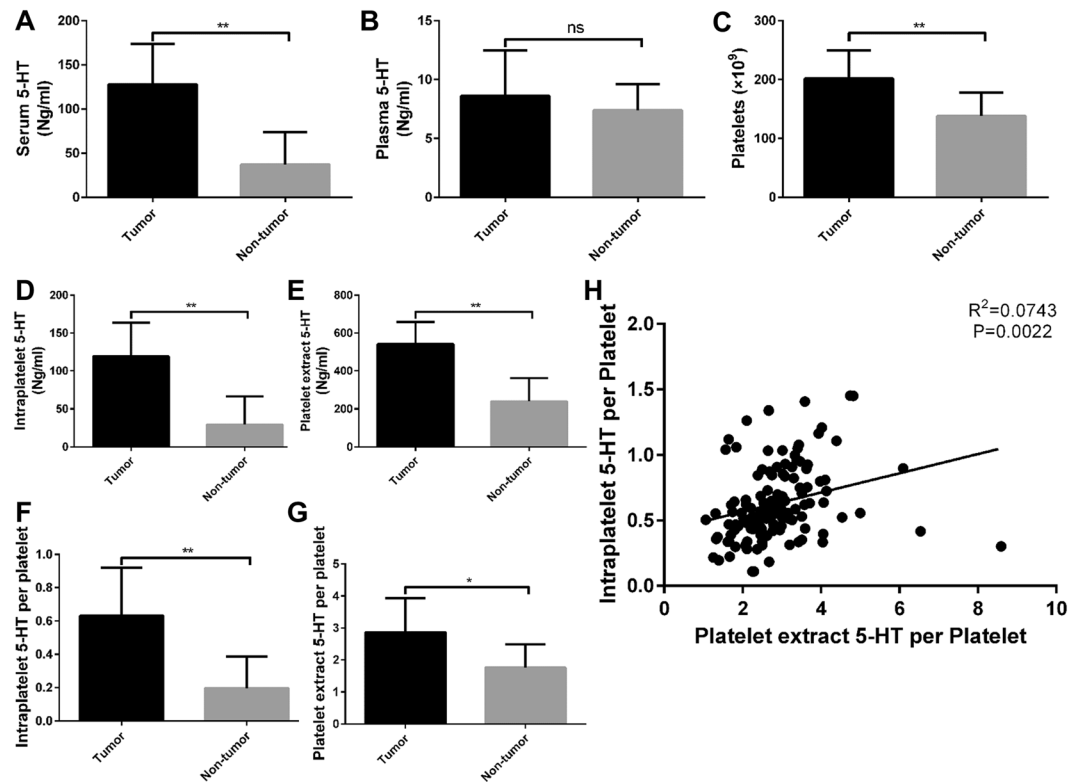 A
Serum 5-HT
(Ng/ml)
200
150
100
50
0
**
Tumor
Non-tumor
B
Plasma 5-HT
(Ng/ml)
15
10
5
0
ns
Tumor
Non-tumor
C
Platelets (×10⁹)
300
200
100
0
**
Tumor
Non-tumor
D
Intraplatelet 5-HT
(Ng/ml)
200
150
100
50
0
**
Tumor
Non-tumor
E
Platelet extract 5-HT
(Ng/ml)
800
600
400
200
0
**
Tumor
Non-tumor
F
Intraplatelet 5-HT per platelet
1.0
0.8
0.6
0.4
0.2
0.0
**
Tumor
Non-tumor
G
Platelet extract 5-HT per platelet
5
4
3
2
1
0
*
Tumor
Non-tumor
H
R²=0.0743
P=0.0022
Intraplatelet 5-HT per Platelet
2.0
1.5
1.0
0.5
0.0
0 2 4 6 8 10
Platelet extract 5-HT per Platelet